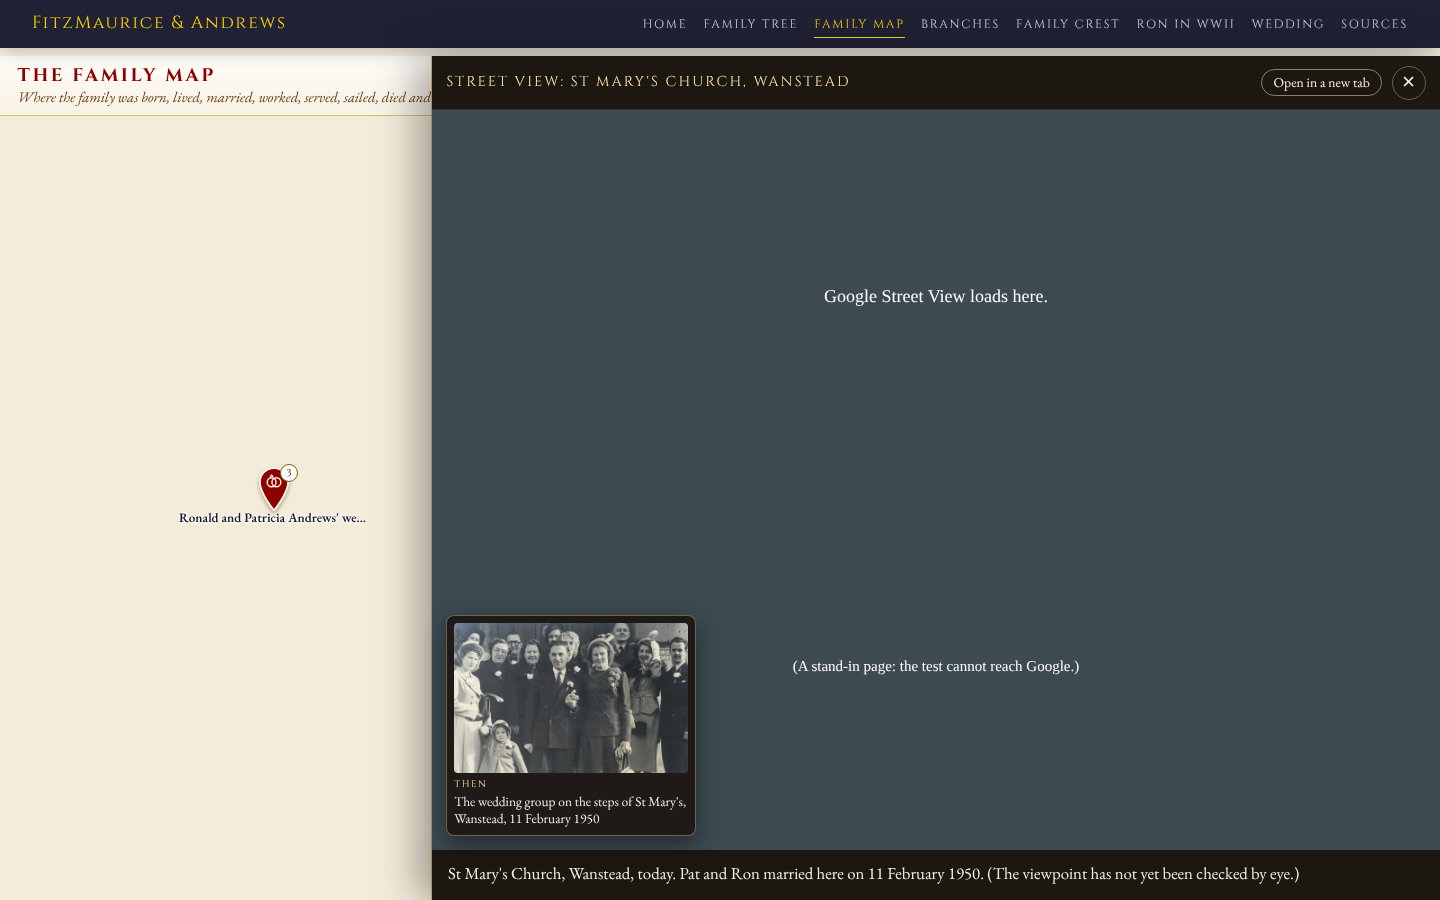 FitzMaurice & Andrews
HOME FAMILY TREE FAMILY MAP BRANCHES FAMILY CREST RON IN WWII WEDDING SOURCES
THE FAMILY MAP
Where the family was born, lived, married, worked, served, sailed, died and
STREET VIEW: ST MARY'S CHURCH, WANSTEAD
Open in a new tab ✕
Google Street View loads here.
3
Ronald and Patricia Andrews' we...
(A stand-in page: the test cannot reach Google.)
THEN
The wedding group on the steps of St Mary's,
Wanstead, 11 February 1950
St Mary's Church, Wanstead, today. Pat and Ron married here on 11 February 1950. (The viewpoint has not yet been checked by eye.)